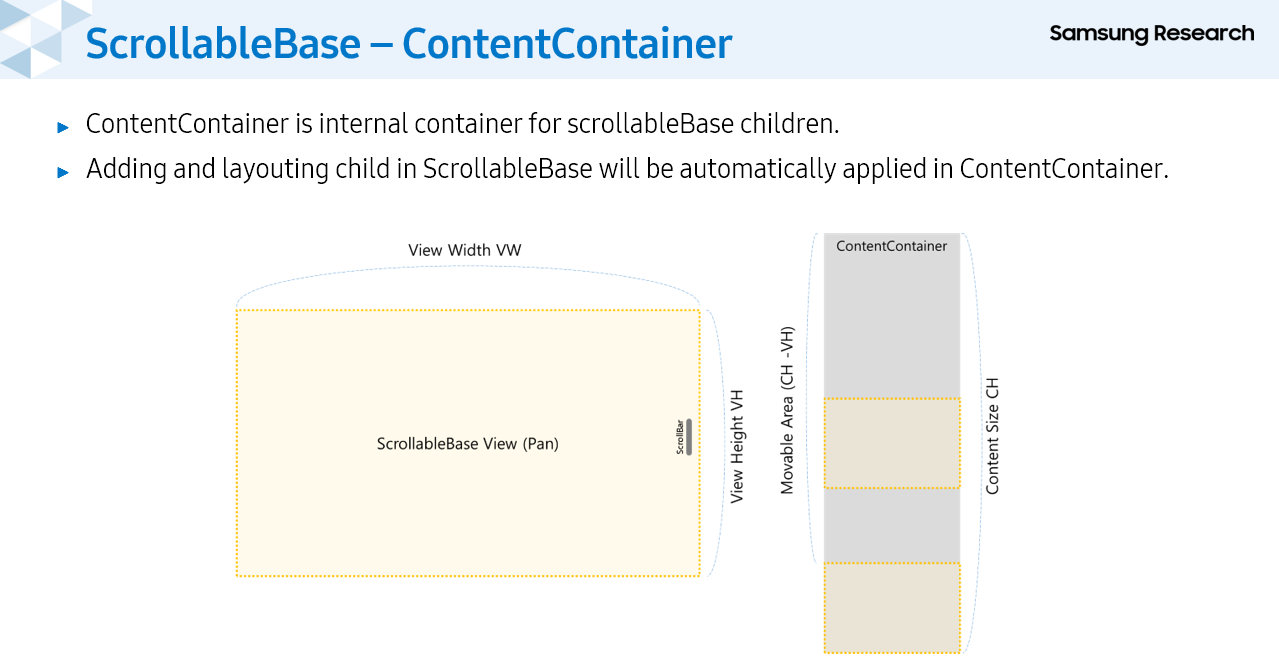 ScrollableBase – ContentContainer
Samsung Research
ContentContainer is internal container for scrollableBase children.
Adding and layouting child in ScrollableBase will be automatically applied in ContentContainer.
View Width VW
ScrollableBase View (Pan)
ScrollBar
View Height VH
Movable Area (CH -VH)
ContentContainer
Content Size CH